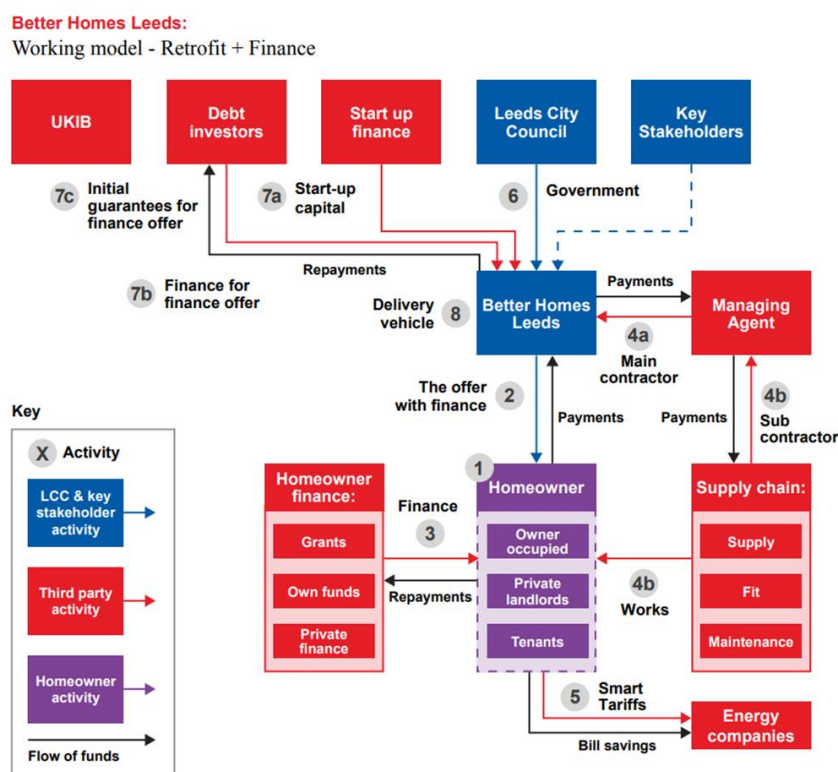 Better Homes Leeds:
Working model - Retrofit + Finance
UKIB
Debt
investors
Start up
finance
Leeds City
Council
Key
Stakeholders
7c Initial
guarantees for
finance offer
7a Start-up
capital
6 Government
Repayments
7b Finance for
finance offer
Delivery
vehicle 8
Better Homes
Leeds
Payments
Managing
Agent
4a
Main
contractor
The offer
with finance 2
Payments
Payments
4b
Sub
contractor
Key
X Activity
LCC & key
stakeholder
activity
Third party
activity
Homeowner
activity
Flow of funds
Homeowner
finance:
Grants
Own funds
Private
finance
Finance
3
Repayments
1
Homeowner
Owner
occupied
Private
landlords
Tenants
4b
Works
Supply chain:
Supply
Fit
Maintenance
5 Smart
Tariffs
Bill savings
Energy
companies